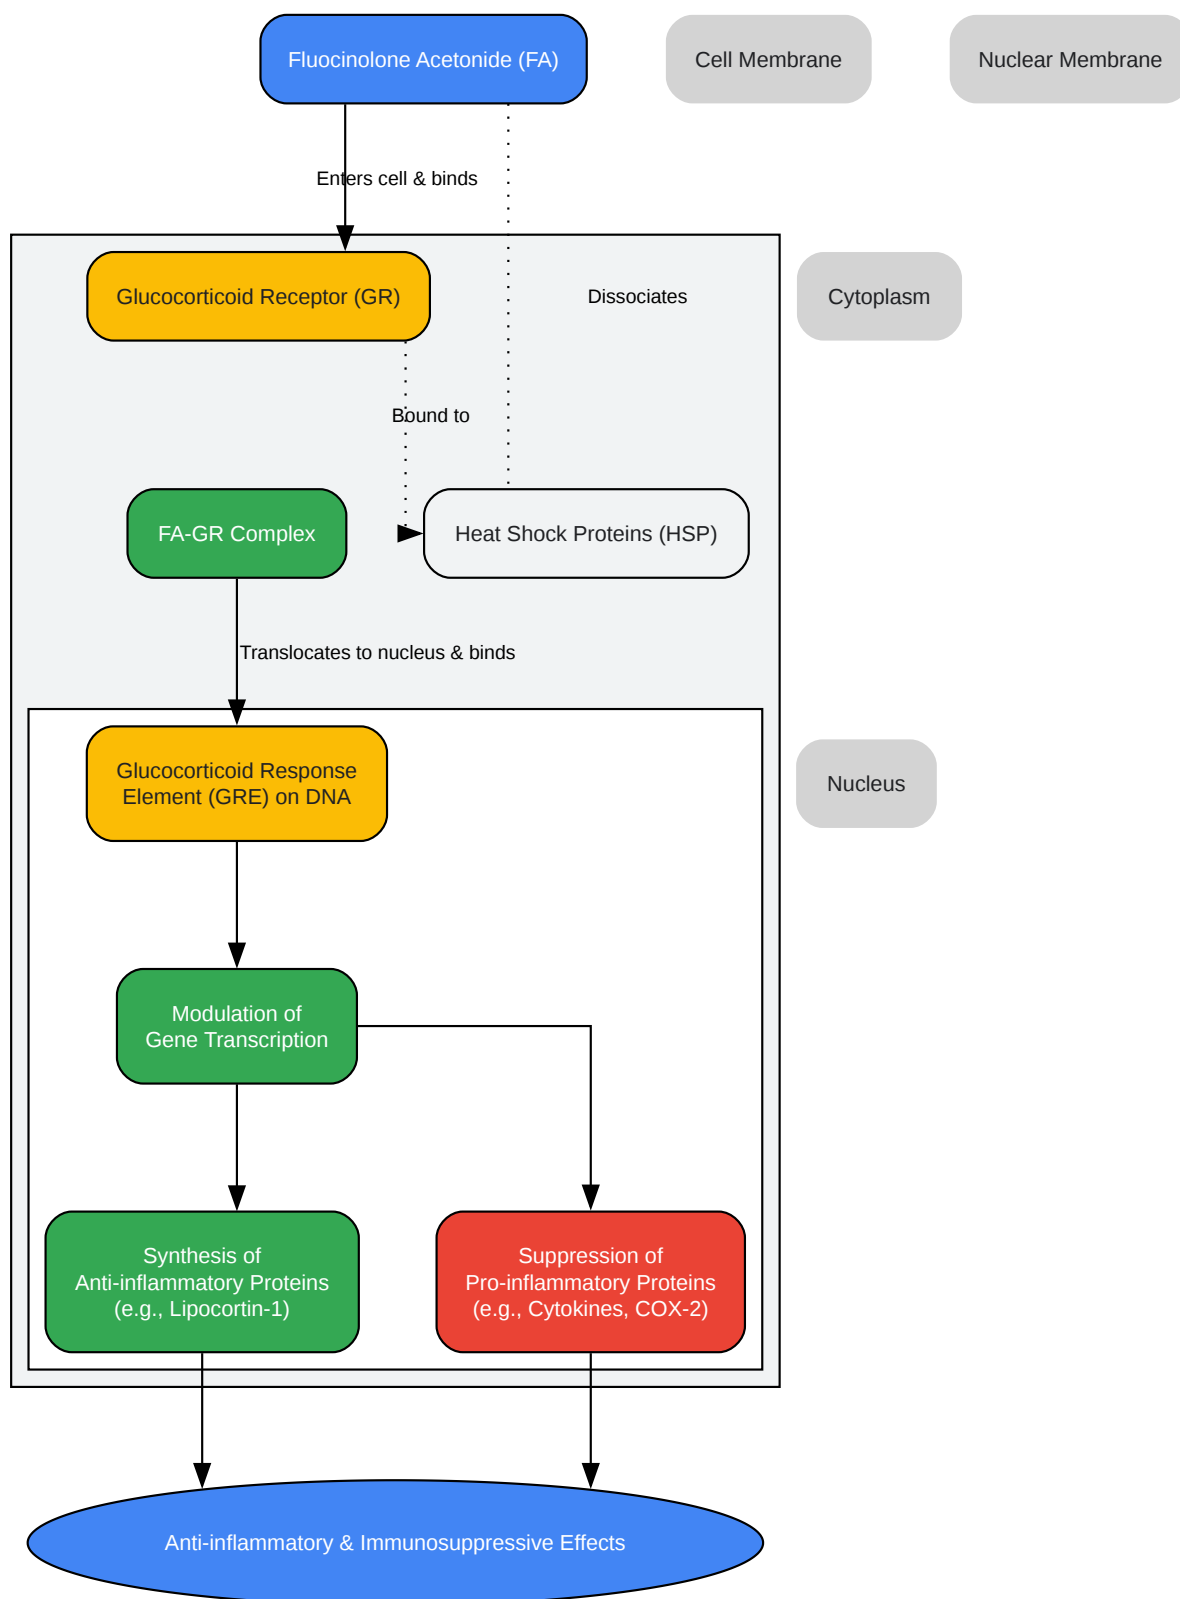 Fluocinolone Acetonide (FA)
Cell Membrane
Nuclear Membrane
Enters cell & binds
Glucocorticoid Receptor (GR)
Dissociates
Cytoplasm
Bound to
FA-GR Complex
Heat Shock Proteins (HSP)
Translocates to nucleus & binds
Glucocorticoid Response
Element (GRE) on DNA
Nucleus
Modulation of
Gene Transcription
Synthesis of
Anti-inflammatory Proteins
(e.g., Lipocortin-1)
Suppression of
Pro-inflammatory Proteins
(e.g., Cytokines, COX-2)
Anti-inflammatory & Immunosuppressive Effects